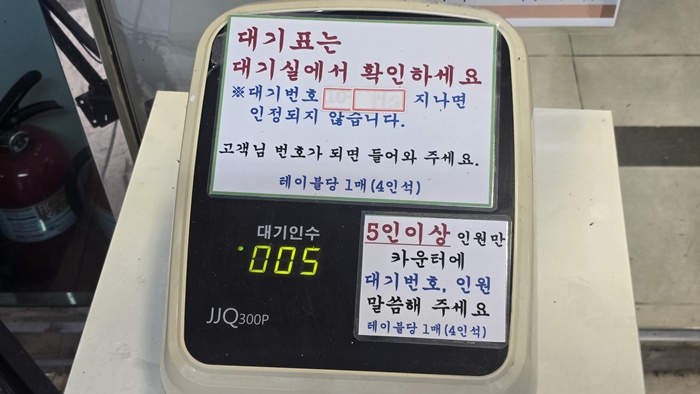 대기표는
대기실에서 확인하세요
※대기번호 지나면
인정되지 않습니다.
고객님 번호가 되면 들어와 주세요.
테이블당 1매(4인석)
대기인수
005
JJQ300P
5인이상 인원만
카운터에
대기번호, 인원
말씀해 주세요
테이블당 1매(4인석)